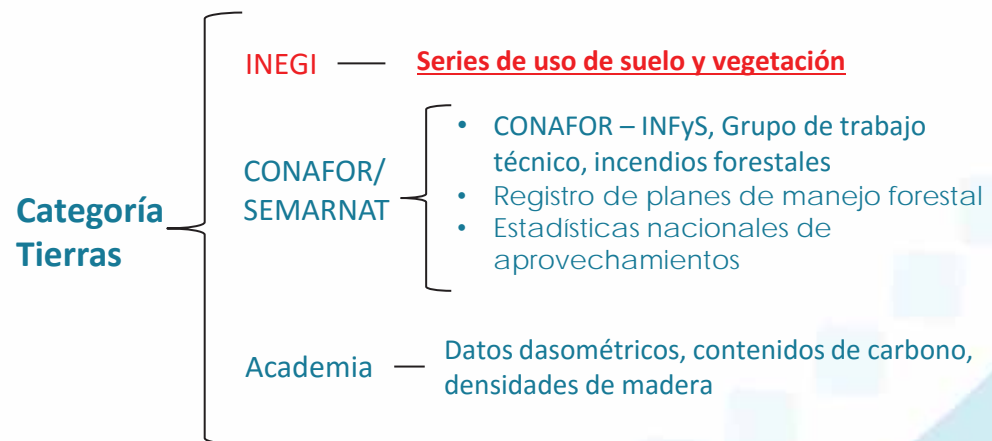 INEGI
Series de uso de suelo y vegetación
Categoría
Tierras
CONAFOR/
SEMARNAT
• CONAFOR – INFyS, Grupo de trabajo
técnico, incendios forestales
• Registro de planes de manejo forestal
• Estadísticas nacionales de
aprovechamientos
Academia
Datos dasométricos, contenidos de carbono,
densidades de madera